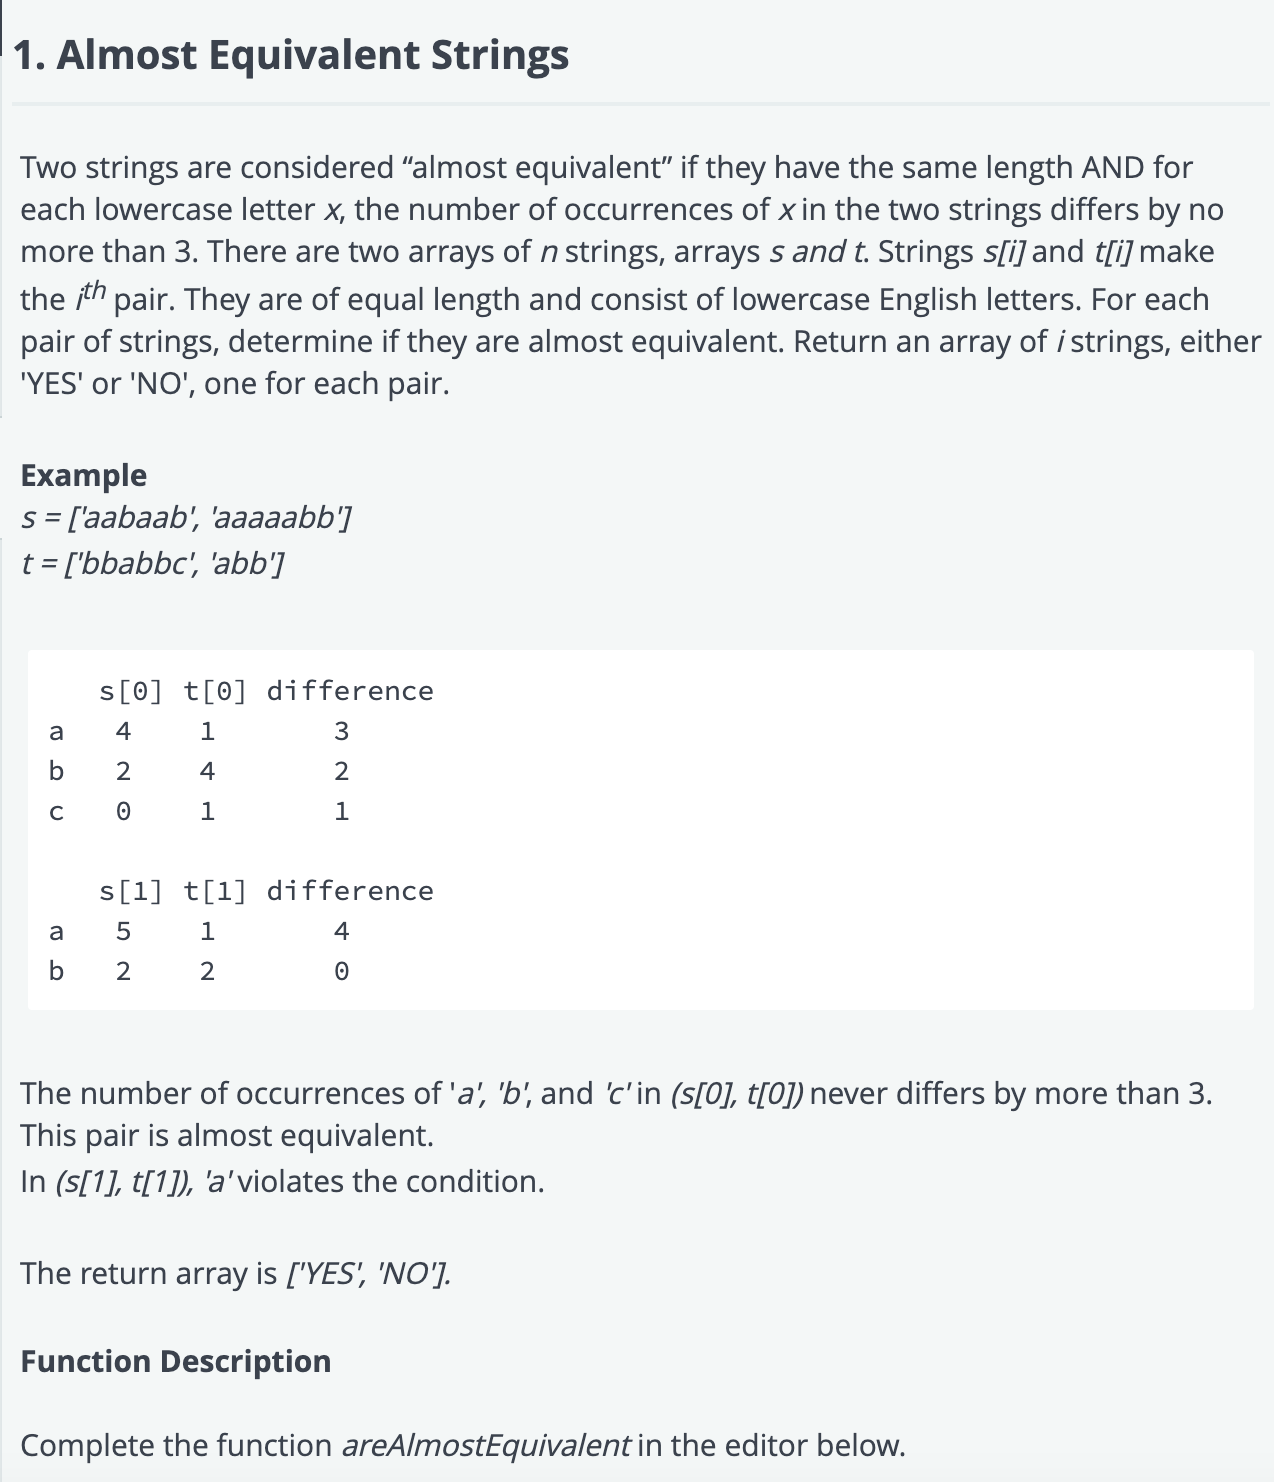 1. Almost Equivalent Strings
Two strings are considered “almost equivalent” if they have the same length AND for
each lowercase letter x, the number of occurrences of x in the two strings differs by no
more than 3. There are two arrays of n strings, arrays s and t. Strings s[i] and t[i] make
the ith pair. They are of equal length and consist of lowercase English letters. For each
pair of strings, determine if they are almost equivalent. Return an array of i strings, either
'YES' or 'NO', one for each pair.
Example
s = ['aabaab', 'aaaaabb']
t = ['bbabbc', 'abb']
s[0] t[0] difference
a 4 1 3
b 2 4 2
c 0 1 1
s[1] t[1] difference
a 5 1 4
b 2 2 0
The number of occurrences of 'a', 'b', and 'c' in (s[0], t[0]) never differs by more than 3.
This pair is almost equivalent.
In (s[1], t[1]), 'a' violates the condition.
The return array is ['YES', 'NO'].
Function Description
Complete the function areAlmostEquivalent in the editor below.